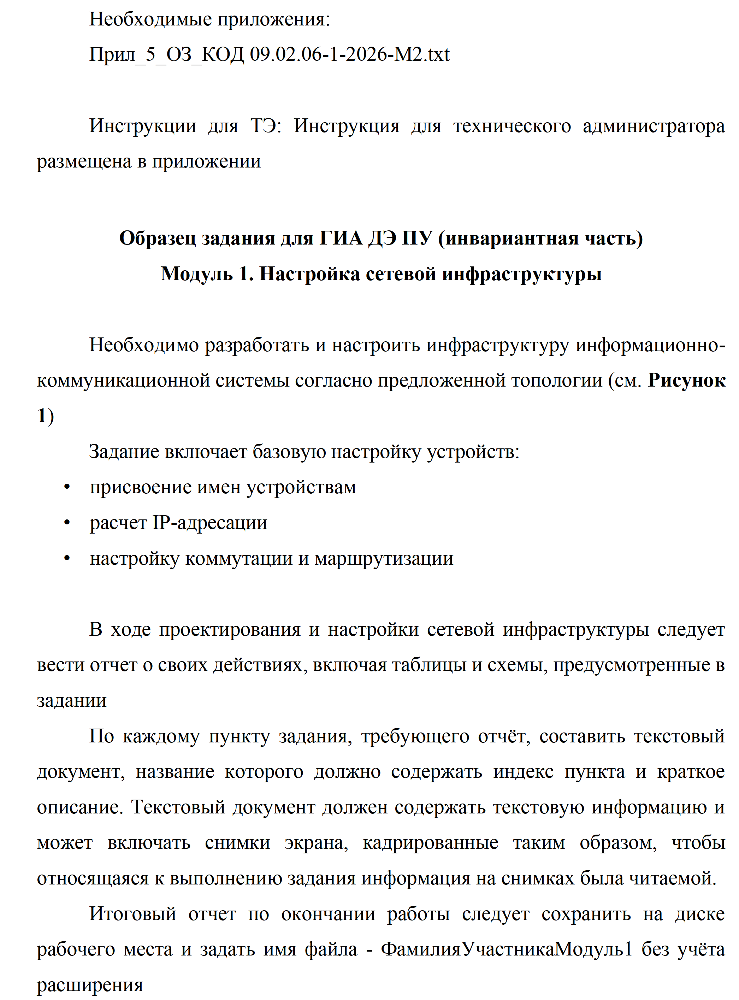 Необходимые приложения:
Прил_5_ОЗ_КОД 09.02.06-1-2026-М2.txt
Инструкции для ТЭ: Инструкция для технического администратора
размещена в приложении
Образец задания для ГИА ДЭ ПУ (инвариантная часть)
Модуль 1. Настройка сетевой инфраструктуры
Необходимо разработать и настроить инфраструктуру информационно-
коммуникационной системы согласно предложенной топологии (см. Рисунок
1)
Задание включает базовую настройку устройств:
• присвоение имен устройствам
• расчет IP-адресации
• настройку коммутации и маршрутизации
В ходе проектирования и настройки сетевой инфраструктуры следует
вести отчет о своих действиях, включая таблицы и схемы, предусмотренные в
задании
По каждому пункту задания, требующего отчёт, составить текстовый
документ, название которого должно содержать индекс пункта и краткое
описание. Текстовый документ должен содержать текстовую информацию и
может включать снимки экрана, кадрированные таким образом, чтобы
относящаяся к выполнению задания информация на снимках была читаемой.
Итоговый отчет по окончании работы следует сохранить на диске
рабочего места и задать имя файла - ФамилияУчастникаМодуль1 без учёта
расширения